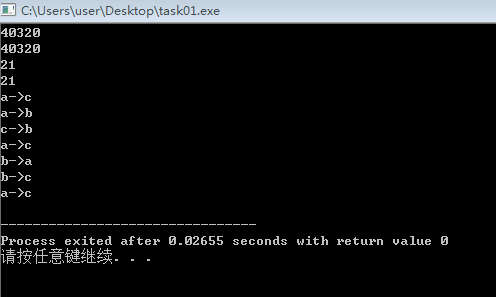 C:\Users\user\Desktop\task01.exe
40320
40320
21
21
a->c
a->b
c->b
a->c
b->a
b->c
a->c
--------------------------------
Process exited after 0.02655 seconds with return value 0
请按任意键继续. . .